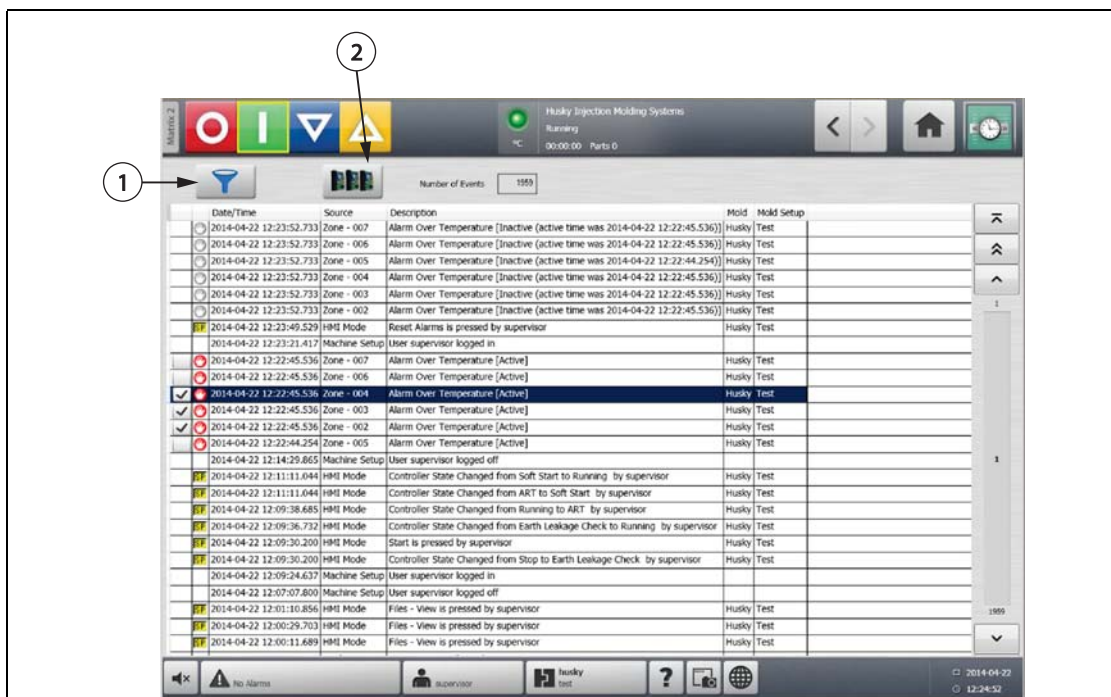 2
1
Matrix 2
Husky Injection Molding Systems
Running
°C 00:00:00 Parts 0
Number of Events 1959
Date/Time Source Description Mold Mold Setup
2014-04-22 12:23:52.733 Zone - 007 Alarm Over Temperature [Inactive (active time was 2014-04-22 12:22:45.536)] Husky Test
2014-04-22 12:23:52.733 Zone - 006 Alarm Over Temperature [Inactive (active time was 2014-04-22 12:22:45.536)] Husky Test
2014-04-22 12:23:52.733 Zone - 005 Alarm Over Temperature [Inactive (active time was 2014-04-22 12:22:44.254)] Husky Test
2014-04-22 12:23:52.733 Zone - 004 Alarm Over Temperature [Inactive (active time was 2014-04-22 12:22:45.536)] Husky Test
2014-04-22 12:23:52.733 Zone - 003 Alarm Over Temperature [Inactive (active time was 2014-04-22 12:22:45.536)] Husky Test
2014-04-22 12:23:52.733 Zone - 002 Alarm Over Temperature [Inactive (active time was 2014-04-22 12:22:45.536)] Husky Test
2014-04-22 12:23:49.529 HMI Mode Reset Alarms is pressed by supervisor Husky Test
2014-04-22 12:23:21.417 Machine Setup User supervisor logged in
2014-04-22 12:22:45.536 Zone - 007 Alarm Over Temperature [Active] Husky Test
2014-04-22 12:22:45.536 Zone - 006 Alarm Over Temperature [Active] Husky Test
2014-04-22 12:22:45.536 Zone - 004 Alarm Over Temperature [Active] Husky Test
2014-04-22 12:22:45.536 Zone - 003 Alarm Over Temperature [Active] Husky Test
2014-04-22 12:22:45.536 Zone - 002 Alarm Over Temperature [Active] Husky Test
2014-04-22 12:22:44.254 Zone - 005 Alarm Over Temperature [Active] Husky Test
2014-04-22 12:14:29.865 Machine Setup User supervisor logged off
2014-04-22 12:11:11.044 HMI Mode Controller State Changed from Soft Start to Running by supervisor Husky Test
2014-04-22 12:11:11.044 HMI Mode Controller State Changed from ART to Soft Start by supervisor Husky Test
2014-04-22 12:09:38.685 HMI Mode Controller State Changed from Running to ART by supervisor Husky Test
2014-04-22 12:09:36.732 HMI Mode Controller State Changed from Earth Leakage Check to Running by supervisor Husky Test
2014-04-22 12:09:30.200 HMI Mode Start is pressed by supervisor Husky Test
2014-04-22 12:09:30.200 HMI Mode Controller State Changed from Stop to Earth Leakage Check by supervisor Husky Test
2014-04-22 12:09:24.637 Machine Setup User supervisor logged in
2014-04-22 12:07:07.800 Machine Setup User supervisor logged off
2014-04-22 12:01:10.856 HMI Mode Files - View is pressed by supervisor Husky Test
2014-04-22 12:00:29.703 HMI Mode Files - View is pressed by supervisor Husky Test
2014-04-22 12:00:11.689 HMI Mode Files - View is pressed by supervisor Husky Test
1
1
1959
No Alarms
supervisor
husky
test
?
2014-04-22
12:24:52